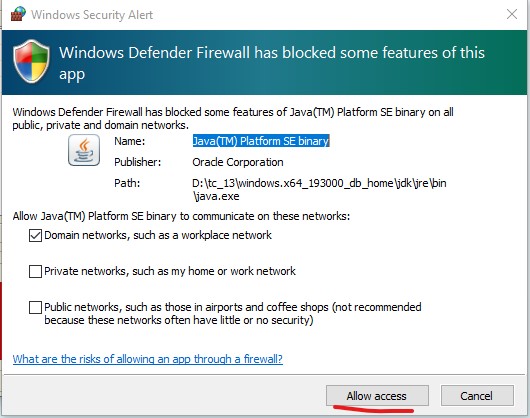 Windows Security Alert
Windows Defender Firewall has blocked some features of this
app
Windows Defender Firewall has blocked some features of Java(TM) Platform SE binary on all
public, private and domain networks.
Name: Java(TM) Platform SE binary
Publisher: Oracle Corporation
Path: D:\tc_13\windows.x64_193000_db_home\jdk\jre\bin
\java.exe
Allow Java(TM) Platform SE binary to communicate on these networks:
Domain networks, such as a workplace network
Private networks, such as my home or work network
Public networks, such as those in airports and coffee shops (not recommended
because these networks often have little or no security)
What are the risks of allowing an app through a firewall?
Allow access Cancel